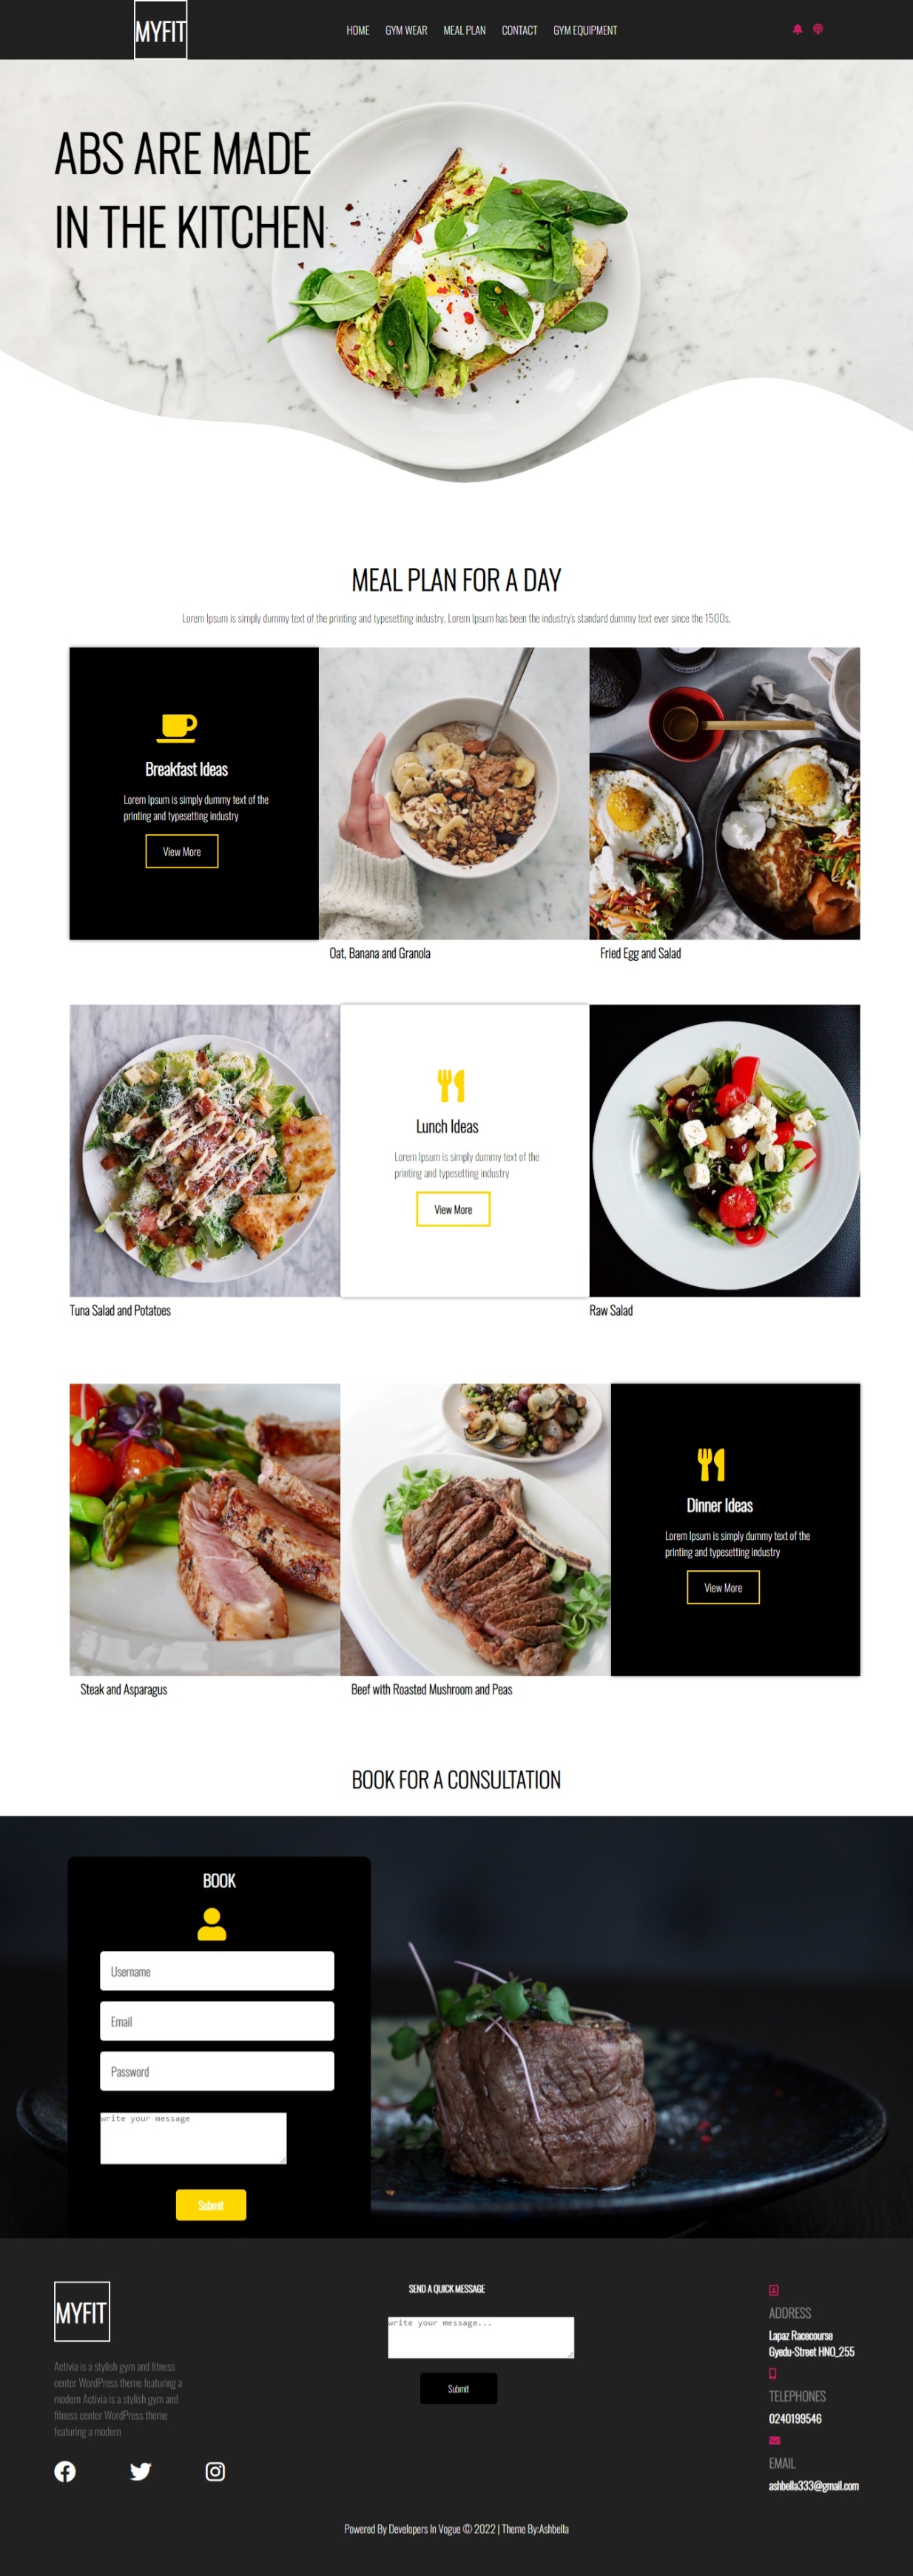 MYFIT
HOME GYM WEAR MEAL PLAN CONTACT GYM EQUIPMENT
ABS ARE MADE
IN THE KITCHEN
MEAL PLAN FOR A DAY
Lorem Ipsum is simply dummy text of the printing and typesetting industry. Lorem Ipsum has been the industry's standard dummy text ever since the 1500s,
Breakfast Ideas
Lorem Ipsum is simply dummy text of the
printing and typesetting industry
View More
Oat, Banana and Granola
Fried Egg and Salad
Lunch Ideas
Lorem Ipsum is simply dummy text of the
printing and typesetting industry
View More
Tuna Salad and Potatoes
Raw Salad
Dinner Ideas
Lorem Ipsum is simply dummy text of the
printing and typesetting industry
View More
Steak and Asparagus
Beef with Roasted Mushroom and Peas
BOOK FOR A CONSULTATION
BOOK
Username
Email
Password
write your message
Submit
MYFIT
Activia is a stylish gym and fitness
center WordPress theme featuring a
modern Activia is a stylish gym and
fitness center WordPress theme
featuring a modern
SEND A QUICK MESSAGE
write your message...
Submit
ADDRESS
Lapaz Racecourse
Gyedu-Street HNO_255
TELEPHONES
0240199546
EMAIL
ashbella333@gmail.com
Powered By Developers In Vogue © 2022 | Theme By:Ashbella